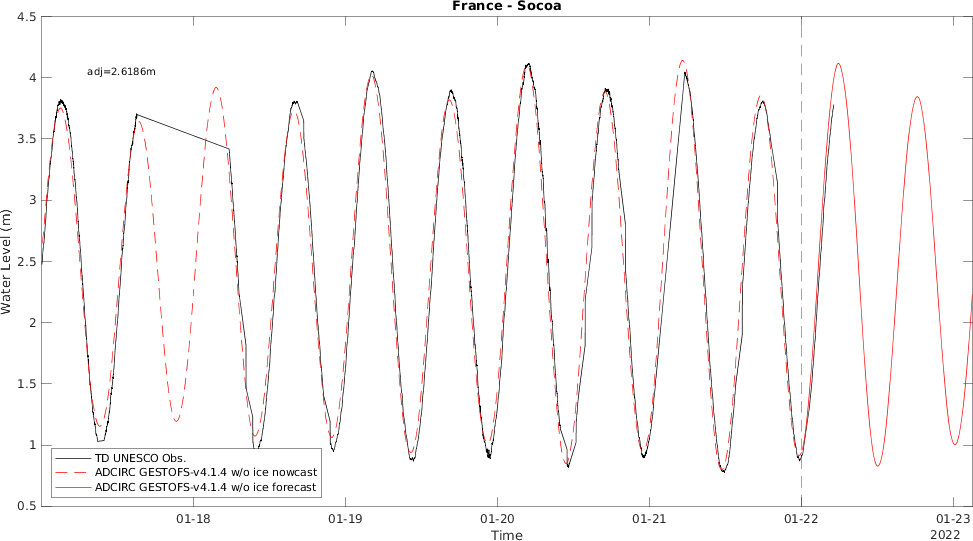 France - Socoa
4.5
4
3.5
3
2.5
2
1.5
1
0.5
Water Level (m)
adj=2.6186m
TD UNESCO Obs.
ADCIRC GESTOFS-v4.1.4 w/o ice nowcast
ADCIRC GESTOFS-v4.1.4 w/o ice forecast
01-18 01-19 01-20 01-21 01-22 01-23
Time
2022